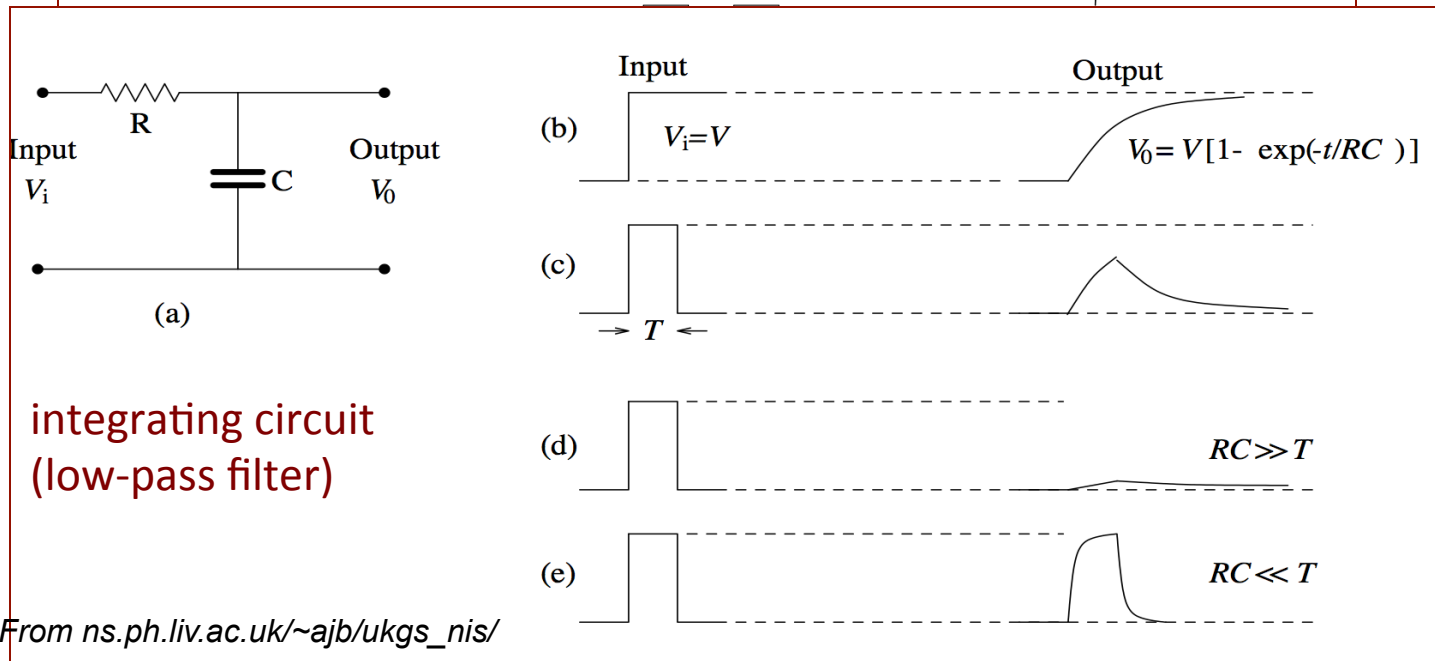 Input
Output
R
C
Input
Output
Vi
V0
(a)
(b)
Vi=V
V0= V[1- exp(-t/RC )]
(c)
T
(d)
RC≫T
(e)
RC≪T
integrating circuit
(low-pass filter)
From ns.ph.liv.ac.uk/~ajb/ukgs_nis/